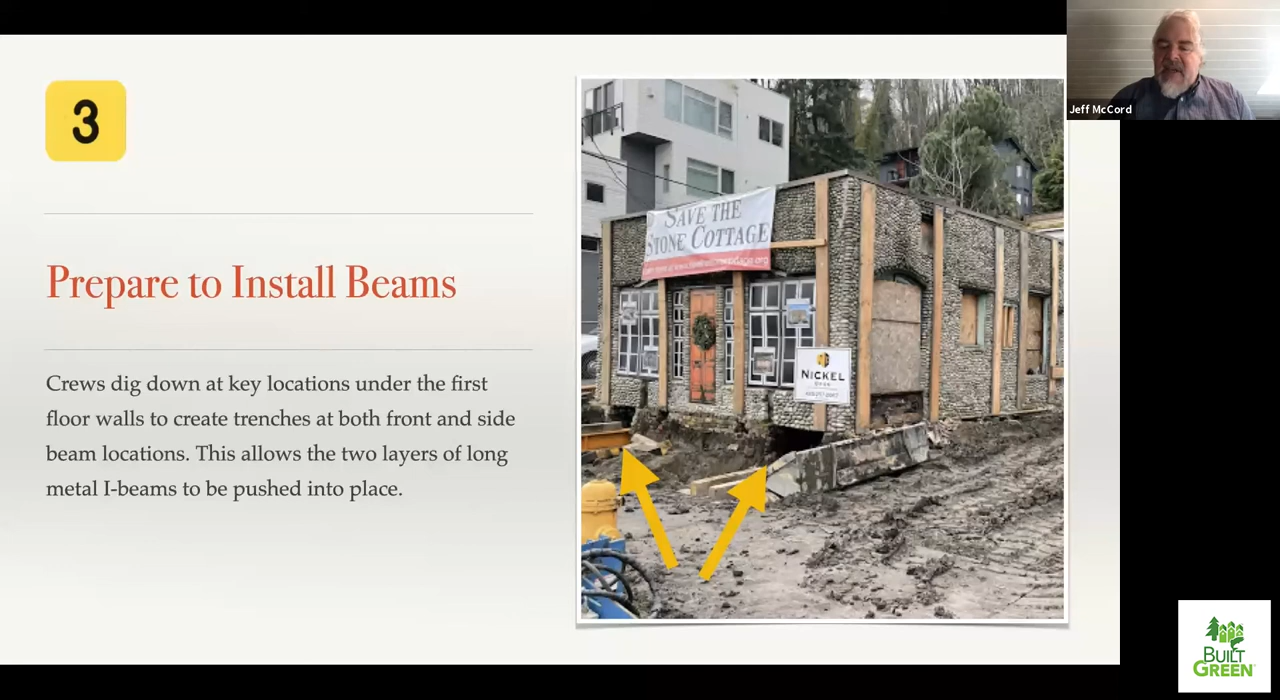 3
Prepare to Install Beams
Crews dig down at key locations under the first
floor walls to create trenches at both front and side
beam locations. This allows the two layers of long
metal I-beams to be pushed into place.
SAVE THE
STONE COTTAGE
NICKEL
BROS
Jeff McCord
BUILT
GREEN